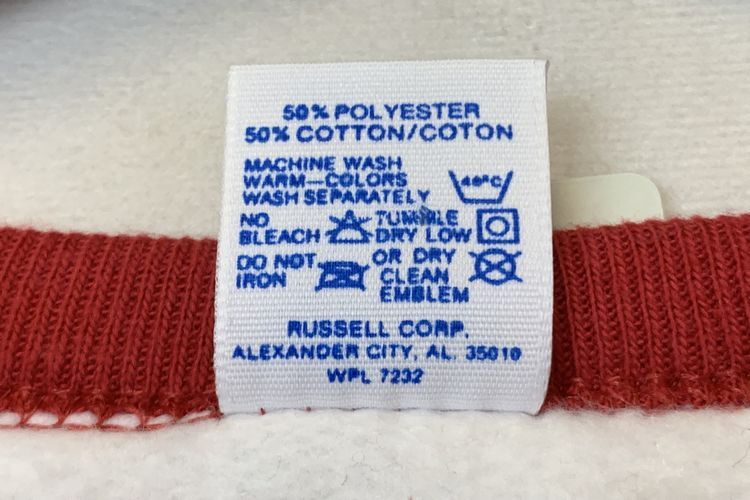 50% POLYESTER
50% COTTON/COTON
MACHINE WASH
WARM—COLORS
WASH SEPARATELY
40°C
NO
BLEACH
TUMBLE
DRY LOW
DO NOT
IRON
OR DRY
CLEAN
EMBLEM
RUSSELL CORP.
ALEXANDER CITY, AL. 35010
WPL 7232